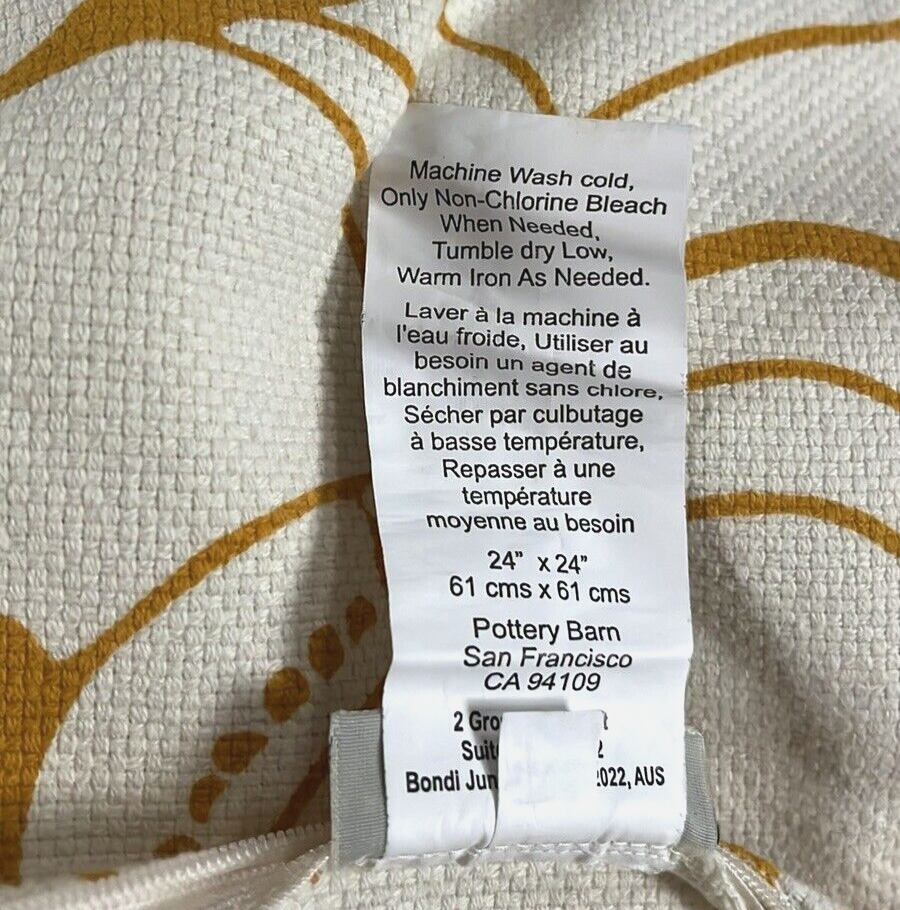 Machine Wash cold,
Only Non-Chlorine Bleach
When Needed,
Tumble dry Low,
Warm Iron As Needed.
Laver à la machine à
l'eau froide, Utiliser au
besoin un agent de
blanchiment sans chlore,
Sécher par culbutage
à basse température,
Repasser à une
température
moyenne au besoin
24" x 24"
61 cms x 61 cms
Pottery Barn
San Francisco
CA 94109
2
Bondi AUS